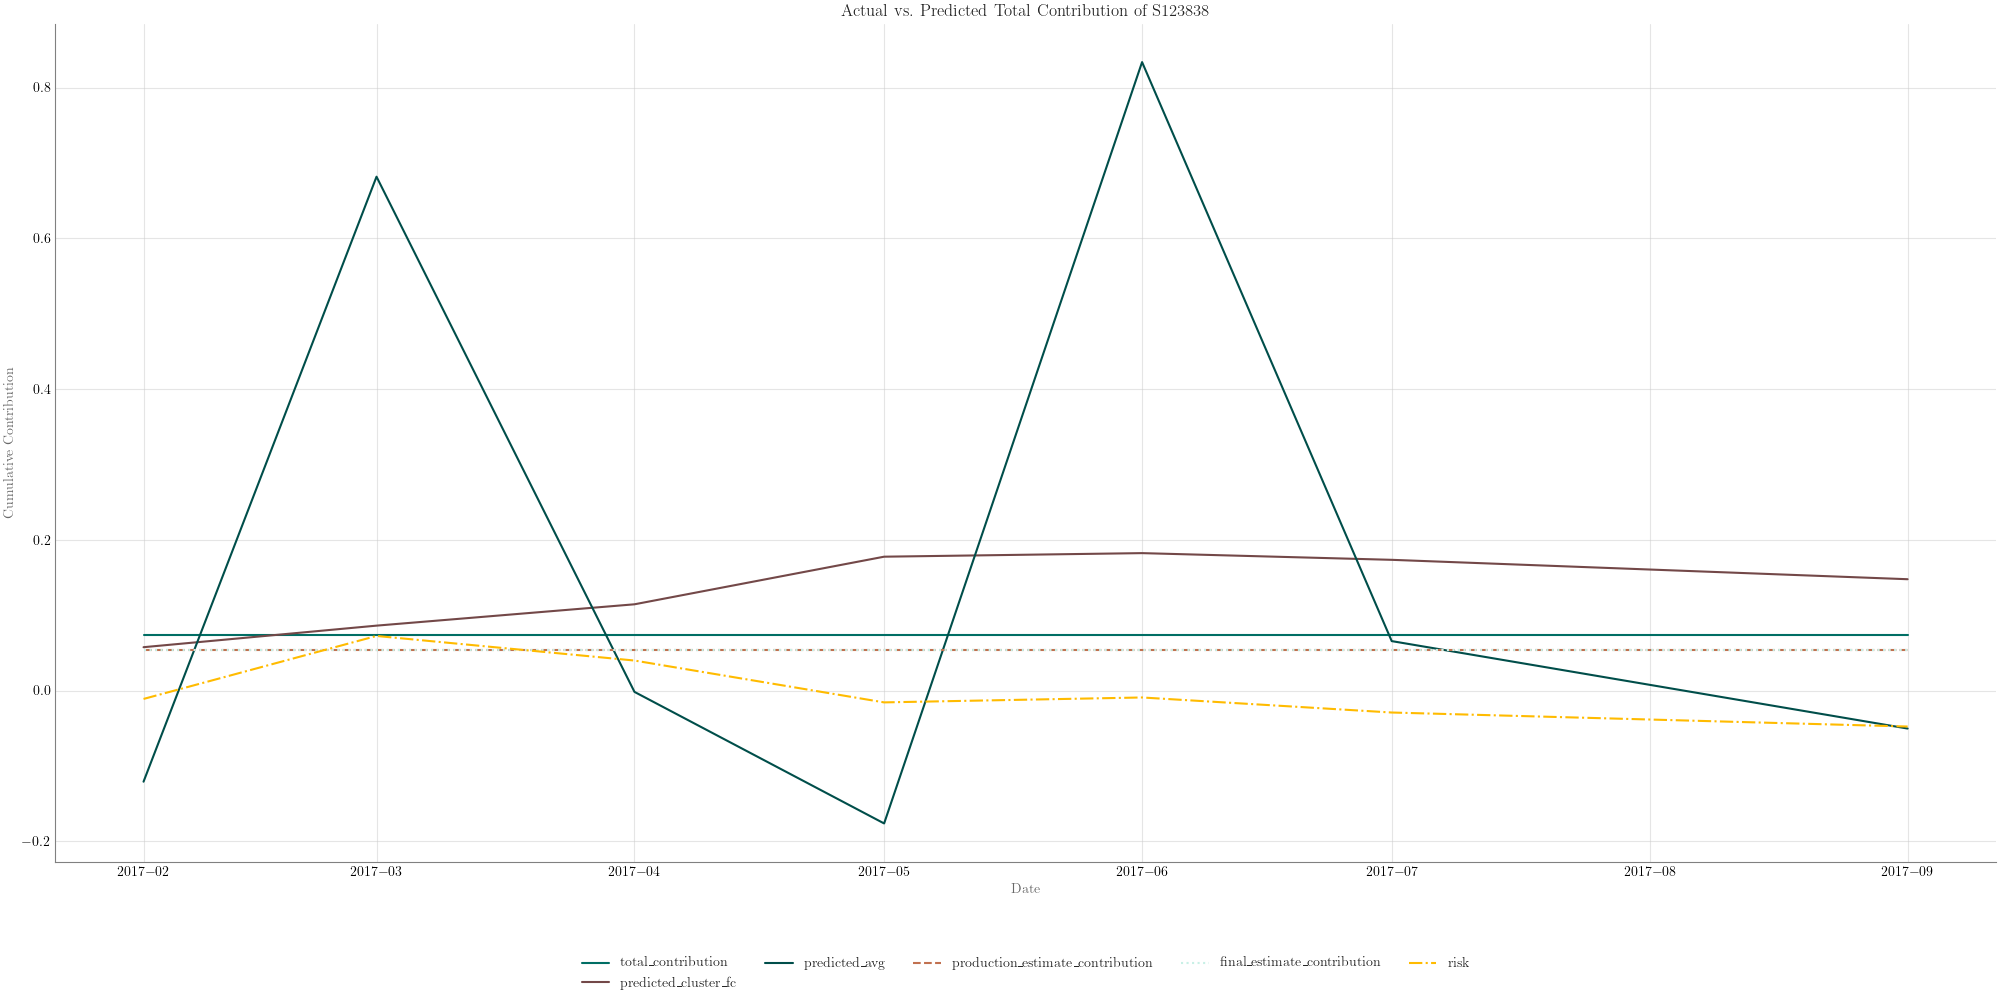 Actual vs. Predicted Total Contribution of S123838
Cumulative Contribution
0.8
0.6
0.4
0.2
0.0
−0.2
2017−02 2017−03 2017−04 2017−05 2017−06 2017−07 2017−08 2017−09
Date
total_contribution predicted_avg production_estimate_contribution final_estimate_contribution risk
predicted_cluster_fc